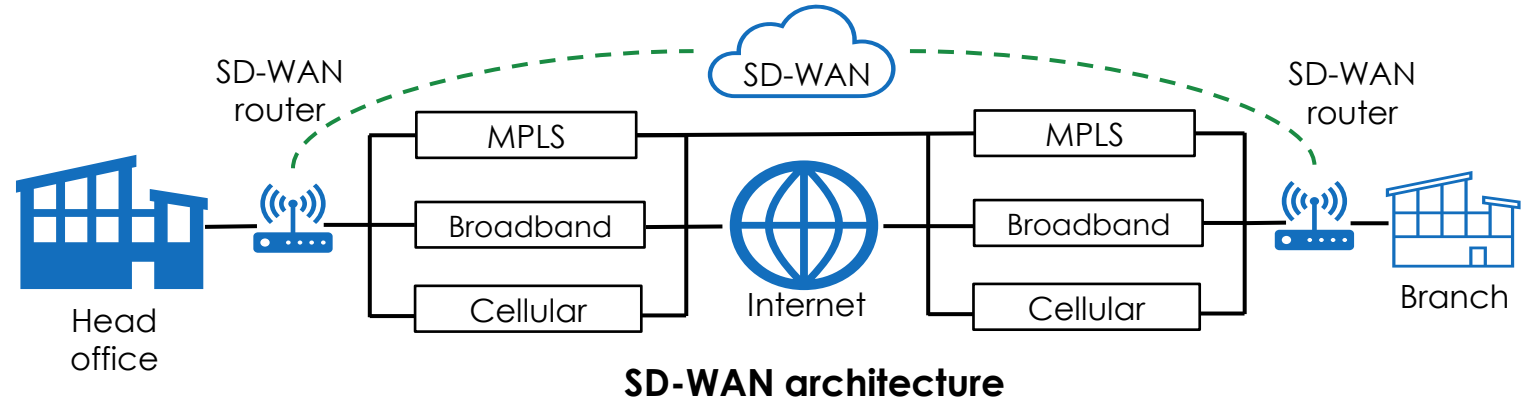 SD-WAN
SD-WAN
router
SD-WAN
router
MPLS
MPLS
Broadband
Broadband
Cellular
Internet
Cellular
Head
office
Branch
SD-WAN architecture